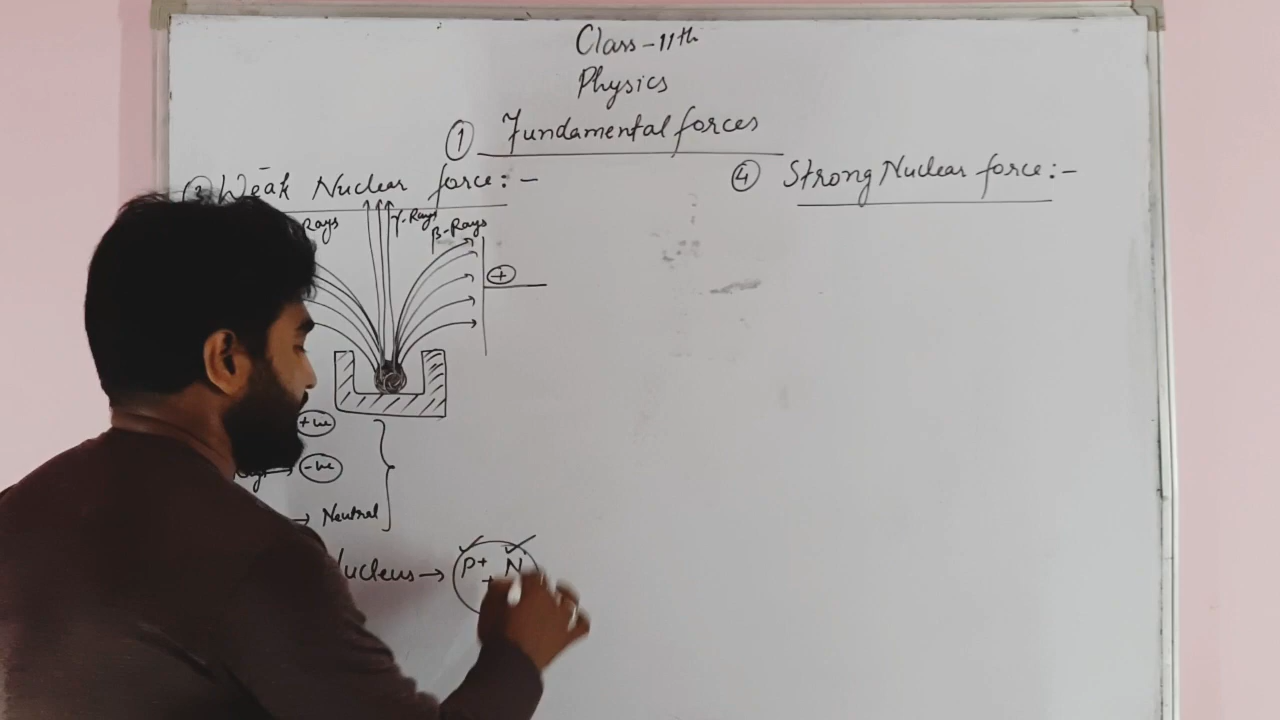 Class-11th
Physics
① Fundamental forces
③ Weak Nuclear force:-
④ Strong Nuclear force:-
Rays
γ-Rays
β-Rays
+
+ve
-ve
→ Neutral
Nucleus →
P+ N
+